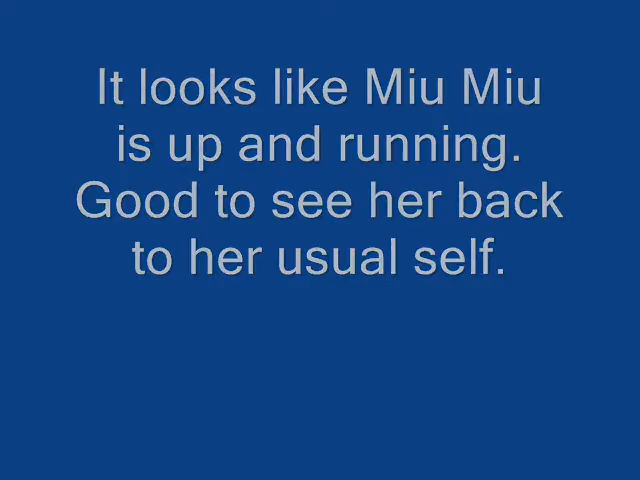 It looks like Miu Miu
is up and running.
Good to see her back
to her usual self.